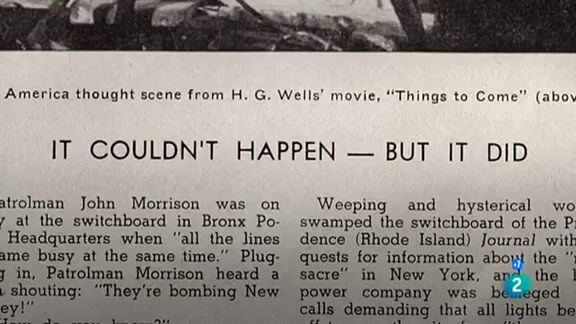 America thought scene from H. G. Wells' movie, "Things to Come" (abov
IT COULDN'T HAPPEN — BUT IT DID
atrolman John Morrison was on
y at the switchboard in Bronx Po-
Headquarters when "all the lines
ame busy at the same time." Plug-
g in, Patrolman Morrison heard a
shouting: "They're bombing New
ey!"
Weeping and hysterical wo
swamped the switchboard of the Pr
dence (Rhode Island) Journal with
quests for information about the "m
sacre" in New York, and the l
power company was besieged
calls demanding that all lights be
2